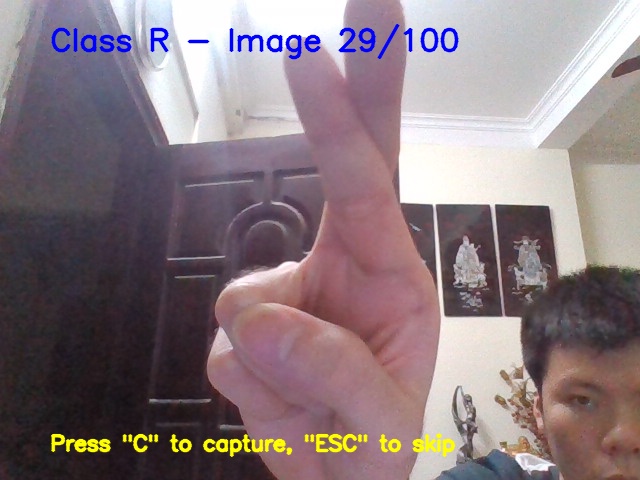 Class R - Image 29/100
Press "C" to capture, "ESC" to skip